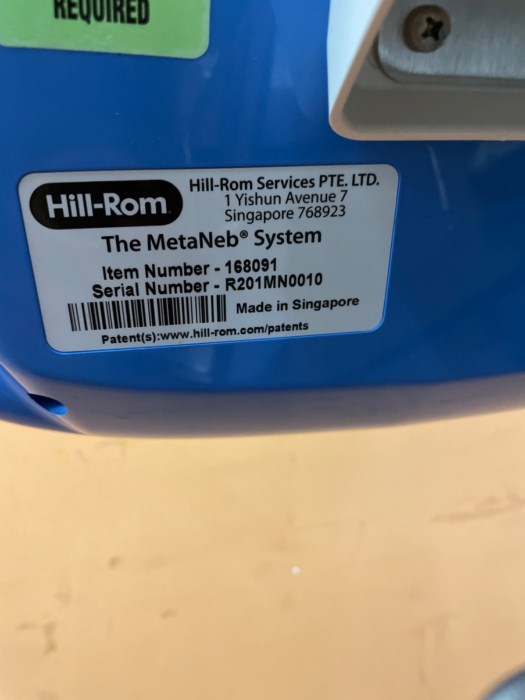 REQUIRED
Hill-Rom
Hill-Rom Services PTE. LTD.
1 Yishun Avenue 7
Singapore 768923
The MetaNeb® System
Item Number - 168091
Serial Number - R201MN0010
Made in Singapore
Patent(s):www.hill-rom.com/patents